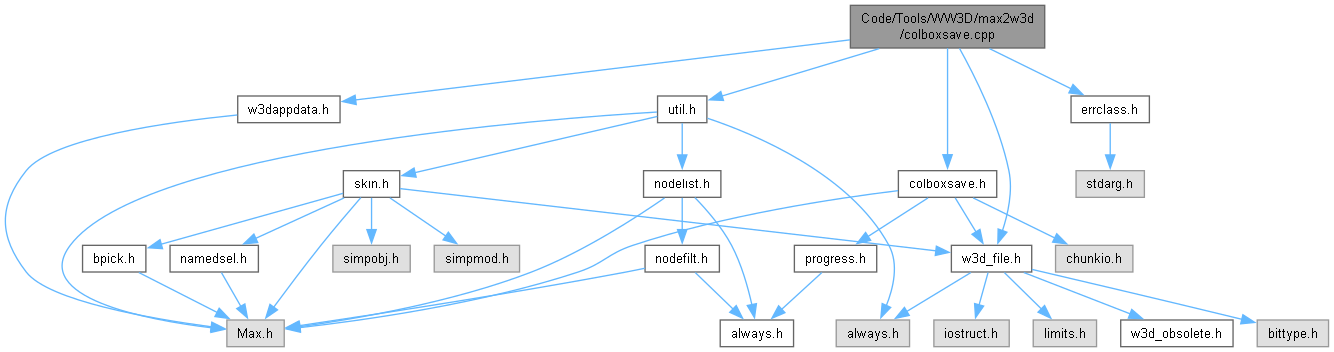 Code/Tools/WW3D/max2w3d
/colboxsave.cpp
w3dappdata.h
util.h
errclass.h
skin.h
nodelist.h
colboxsave.h
stdarg.h
bpick.h
namedsel.h
simpobj.h
simpmod.h
nodefilt.h
progress.h
w3d_file.h
chunkio.h
Max.h
always.h
always.h
iostruct.h
limits.h
w3d_obsolete.h
bittype.h